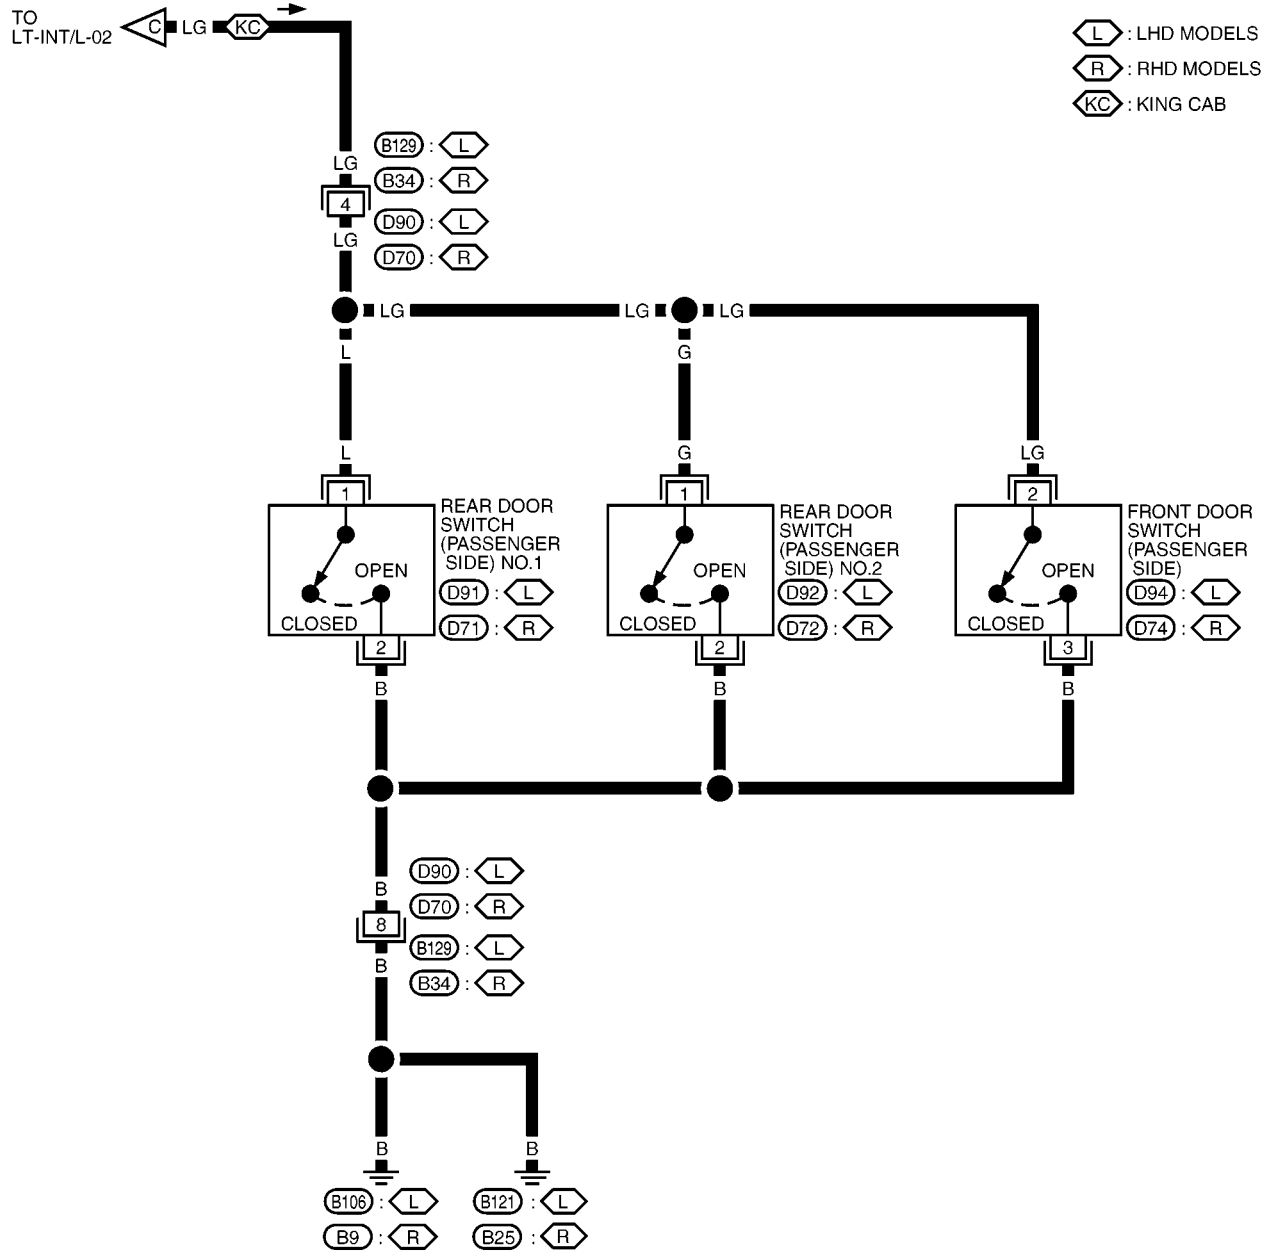 TO
LT-INT/L-02
C LG KC
L : LHD MODELS
R : RHD MODELS
KC : KING CAB
B129 : L
LG
B34 : R
4
D90 : L
LG
D70 : R
LG LG LG
L G
L G LG
1 1 2
REAR DOOR
SWITCH
(PASSENGER
SIDE) NO.1
OPEN
D91 : L
CLOSED
D71 : R
REAR DOOR
SWITCH
(PASSENGER
SIDE) NO.2
OPEN
D92 : L
CLOSED
D72 : R
FRONT DOOR
SWITCH
(PASSENGER
SIDE)
OPEN
D94 : L
CLOSED
D74 : R
2 2 3
B B B
D90 : L
B
D70 : R
8
B129 : L
B
B34 : R
B B
B106 : L B121 : L
B9 : R B25 : R